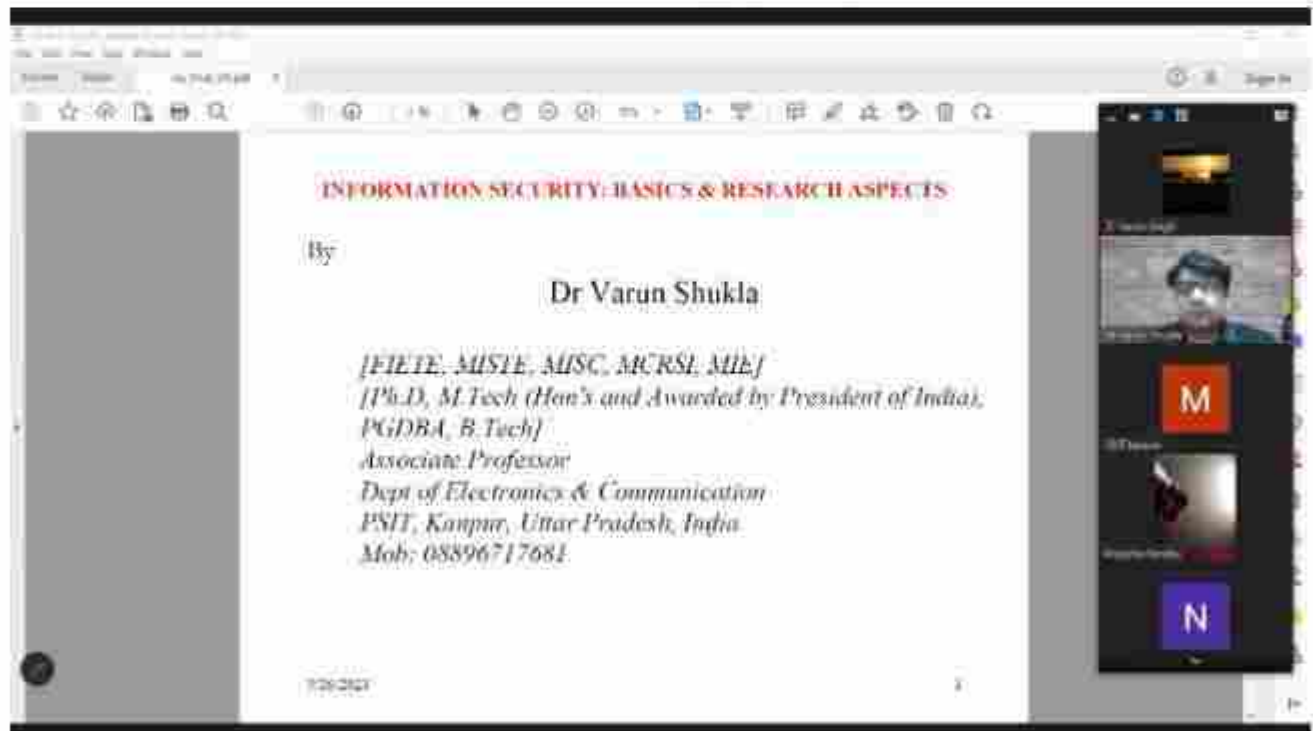 Sign In
INFORMATION SECURITY: BASICS & RESEARCH ASPECTS
By
Dr Varun Shukla
[FIETE, MISTE, MISC, MCRSI, MIE]
[Ph.D, M.Tech (Hon's and Awarded by President of India),
PGDBA, B.Tech]
Associate Professor
Dept of Electronics & Communication
PSIT, Kanpur, Uttar Pradesh, India
Mob: 08896717681
M
N